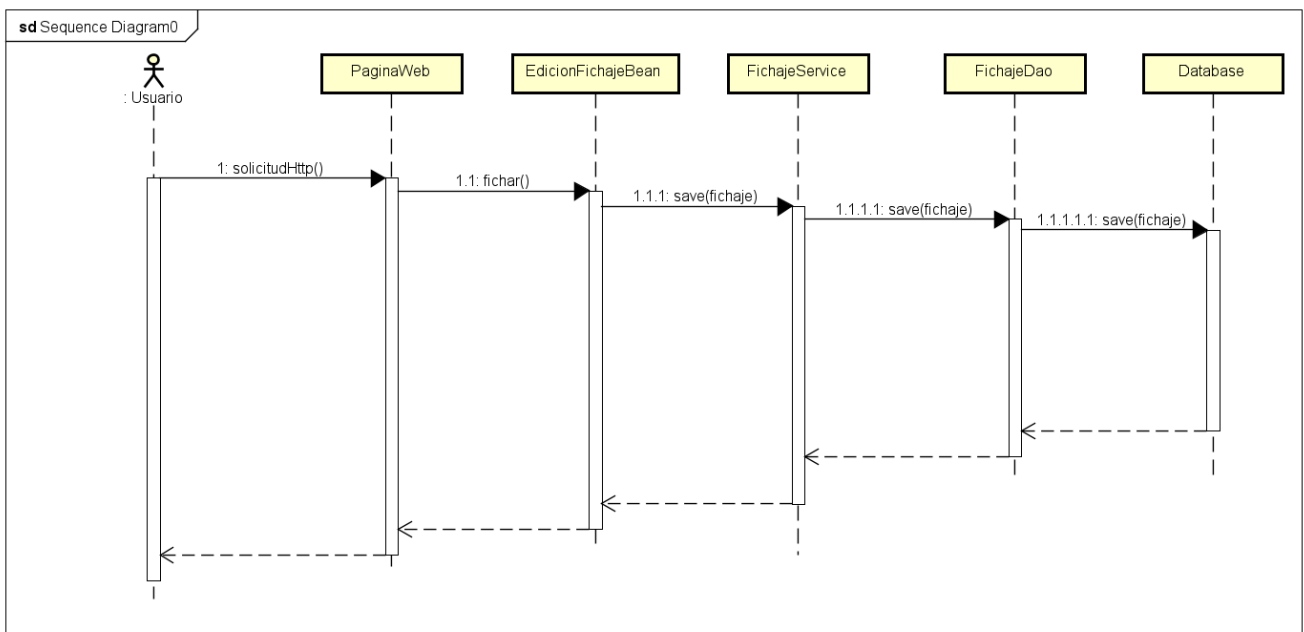 sd Sequence Diagram0
: Usuario
PaginaWeb
EdicionFichajeBean
FichajeService
FichajeDao
Database
1: solicitudHttp()
1.1: fichar()
1.1.1: save(fichaje)
1.1.1.1: save(fichaje)
1.1.1.1.1: save(fichaje)